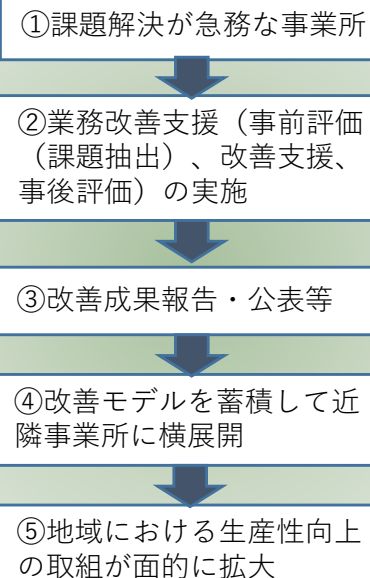 ①課題解決が急務な事業所
②業務改善支援（事前評価
（課題抽出）、改善支援、
事後評価）の実施
③改善成果報告・公表等
④改善モデルを蓄積して近
隣事業所に横展開
⑤地域における生産性向上
の取組が面的に拡大